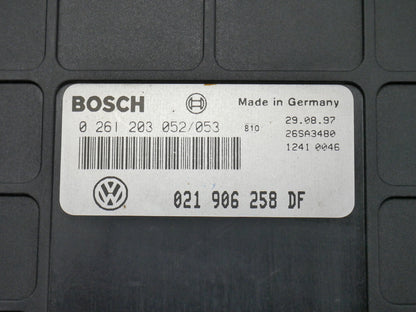 BOSCH
Made in Germany
0 261 203 052/053
810
29.08.97
26SA3480
1241 0046
021 906 258 DF